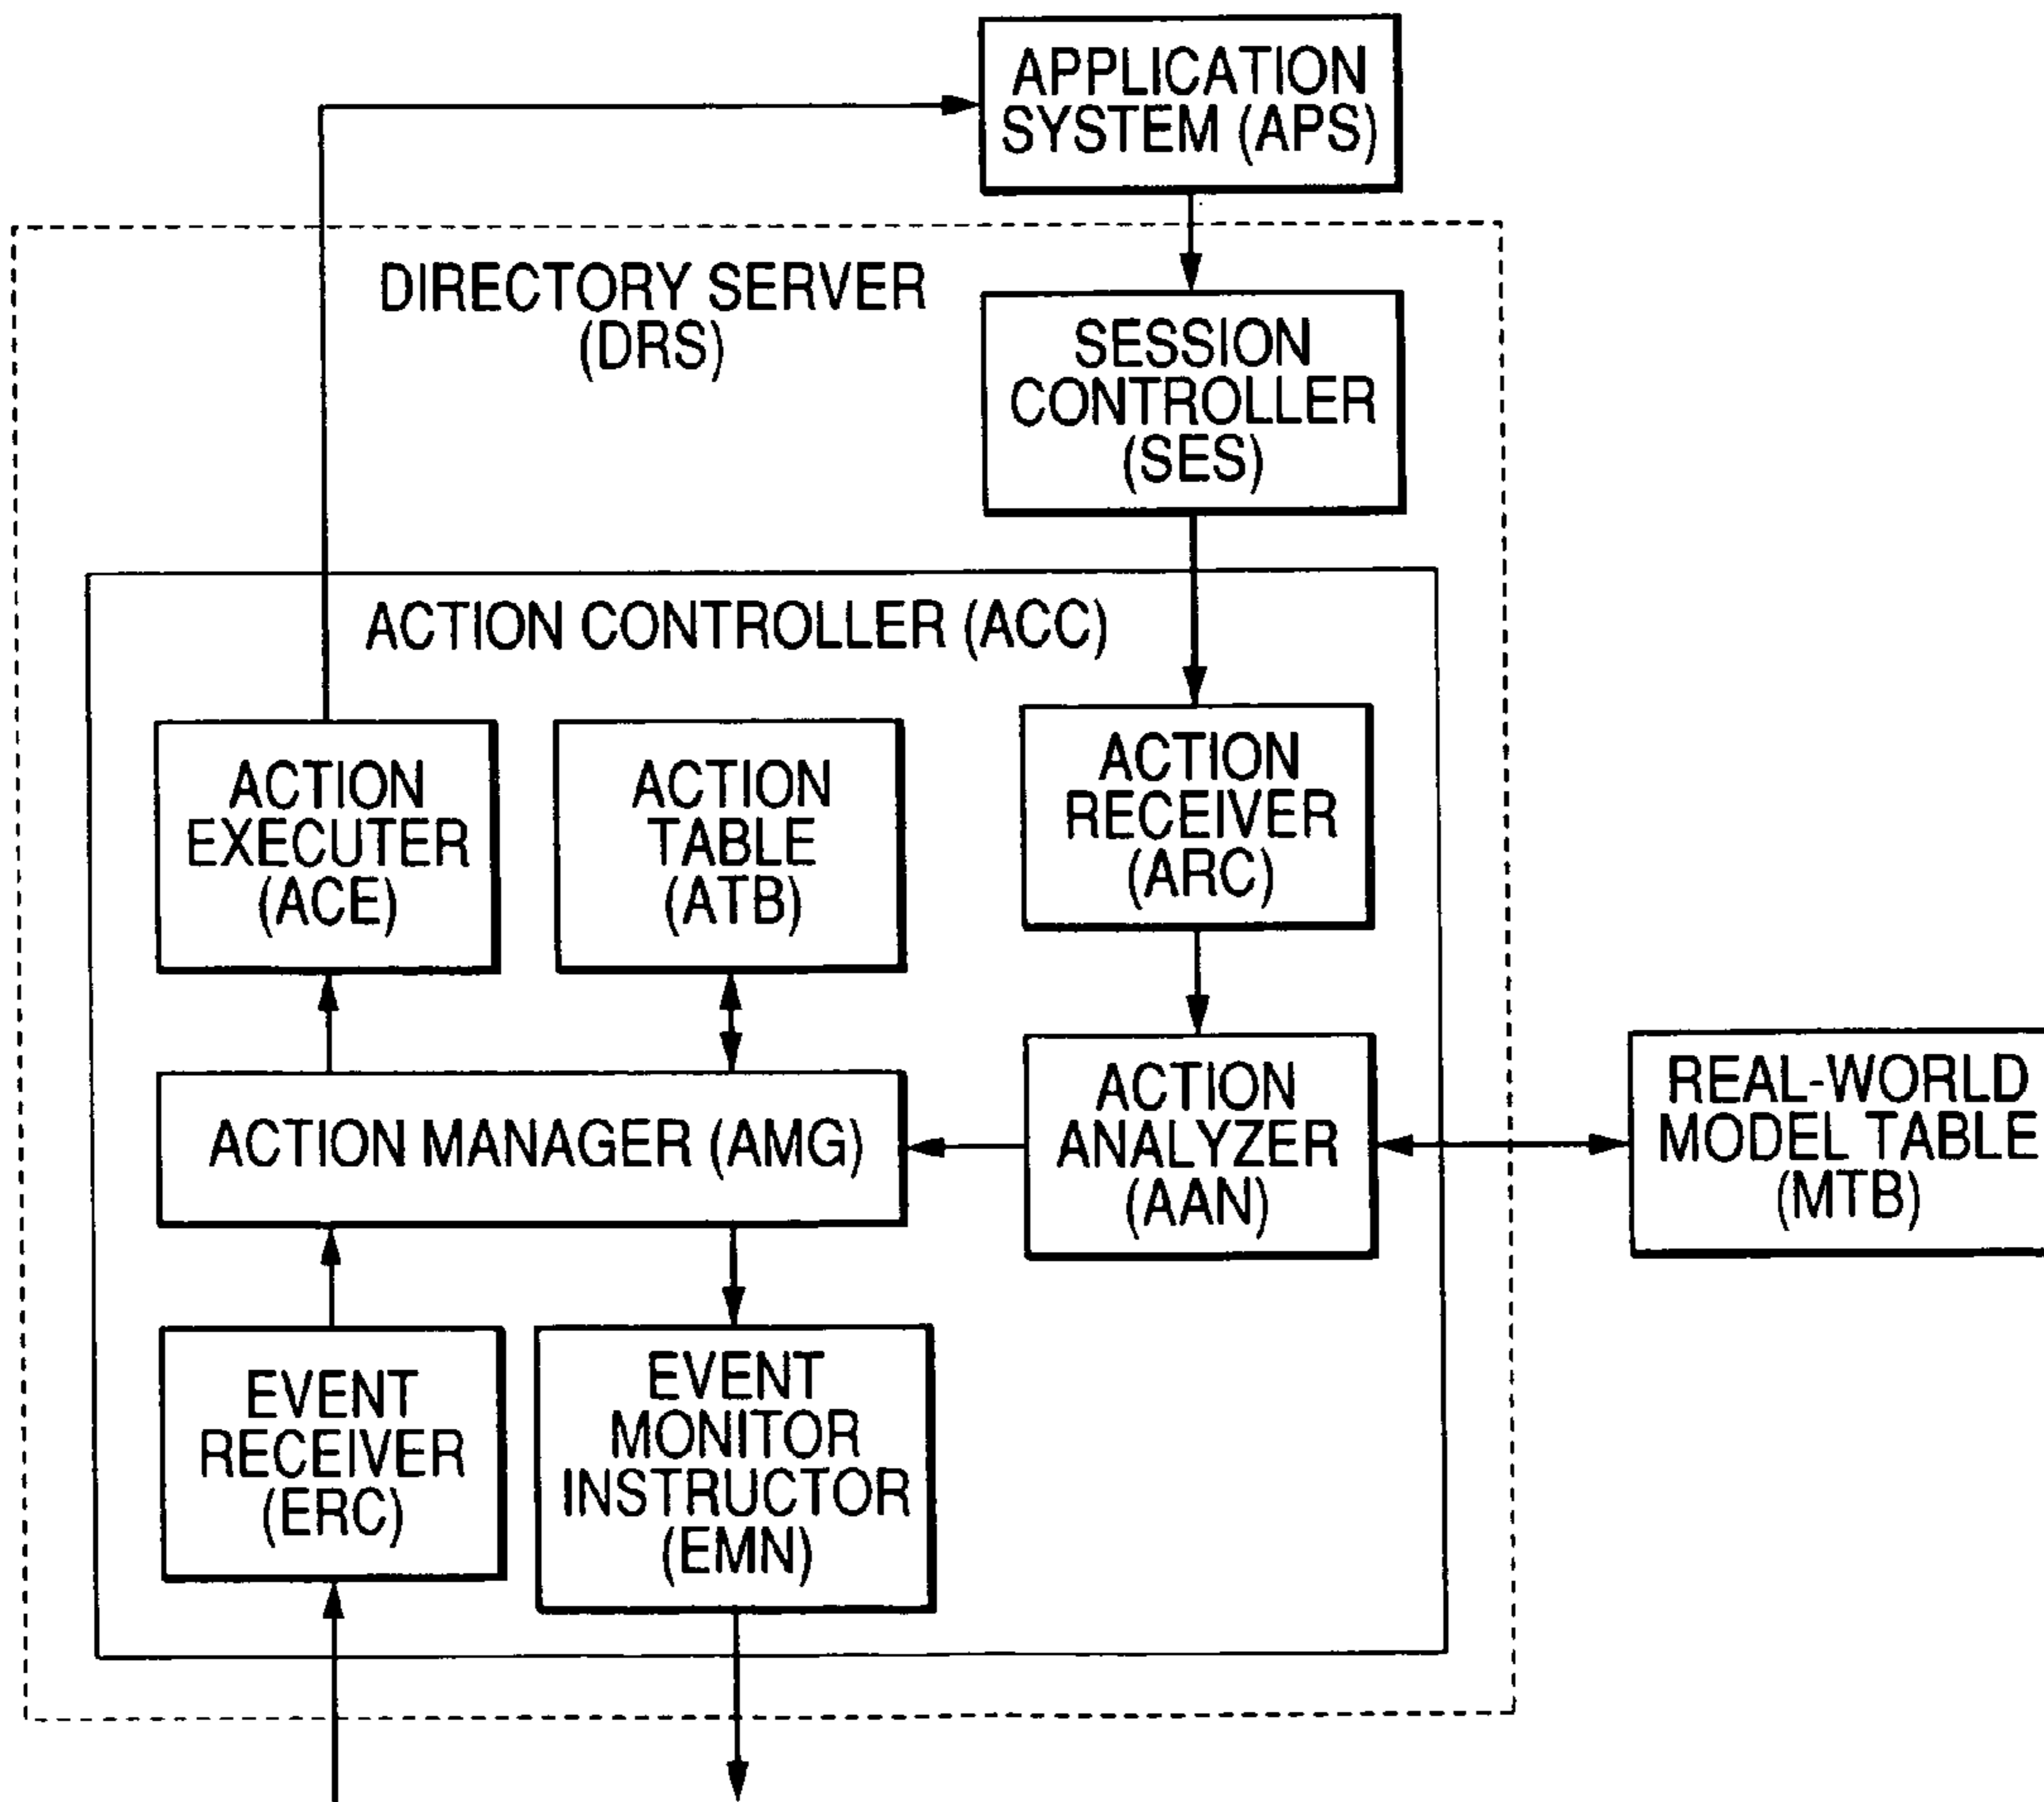 APPLICATION
SYSTEM (APS)
DIRECTORY SERVER
(DRS)
SESSION
CONTROLLER
(SES)
ACTION CONTROLLER (ACC)
ACTION
EXECUTER
(ACE)
ACTION
TABLE
(ATB)
ACTION
RECEIVER
(ARC)
ACTION MANAGER (AMG)
ACTION
ANALYZER
(AAN)
REAL-WORLD
MODEL TABLE
(MTB)
EVENT
RECEIVER
(ERC)
EVENT
MONITOR
INSTRUCTOR
(EMN)